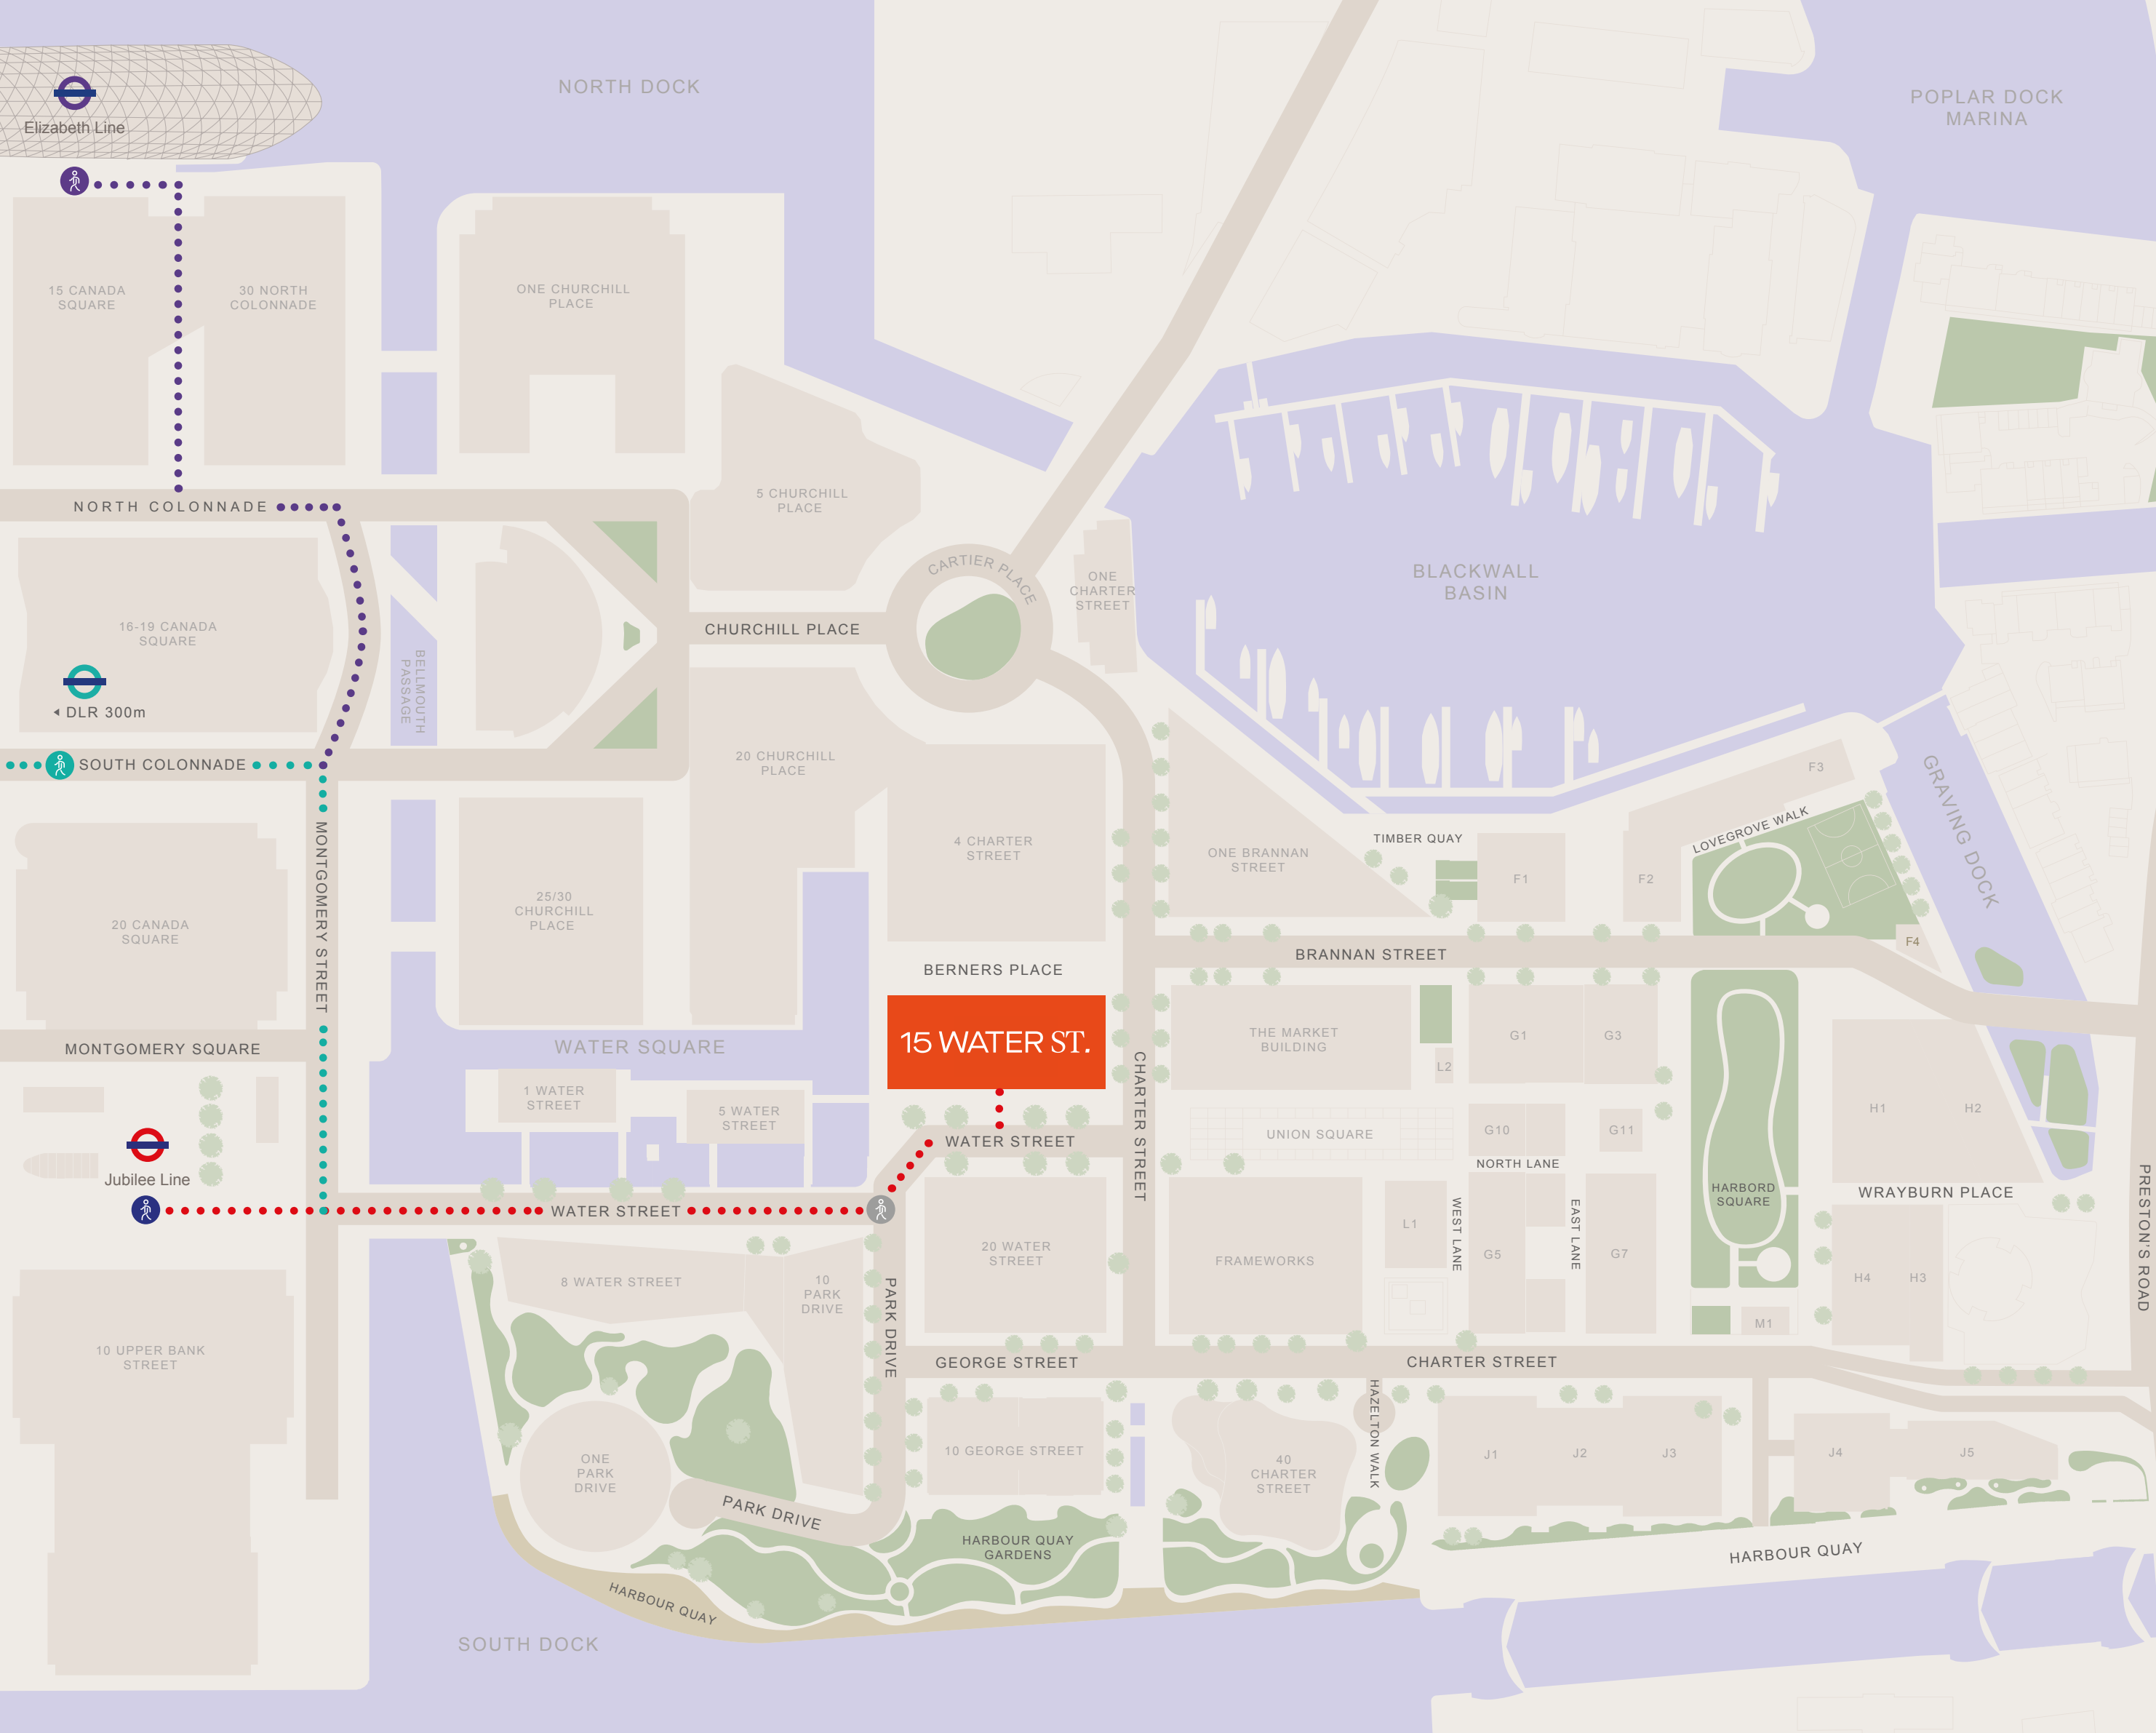 NORTH DOCK
POPLAR DOCK
MARINA
Elizabeth Line
15 CANADA
SQUARE
30 NORTH
COLONNADE
ONE CHURCHILL
PLACE
5 CHURCHILL
PLACE
NORTH COLONNADE
CARTIER PLACE
ONE
CHARTER
STREET
BLACKWALL
BASIN
16-19 CANADA
SQUARE
CHURCHILL PLACE
BELLMOUTH
PASSAGE
DLR 300m
SOUTH COLONNADE
20 CHURCHILL
PLACE
F3
LOVEGROVE WALK
GRAVING DOCK
TIMBER QUAY
4 CHARTER
STREET
ONE BRANNAN
STREET
F1
F2
MONTGOMERY STREET
25/30
CHURCHILL
PLACE
20 CANADA
SQUARE
F4
BRANNAN STREET
BERNERS PLACE
15 WATER ST.
THE MARKET
BUILDING
G1
G3
L2
MONTGOMERY SQUARE
WATER SQUARE
1 WATER
STREET
5 WATER
STREET
CHARTER STREET
H1
H2
UNION SQUARE
G10
G11
WATER STREET
NORTH LANE
Jubilee Line
HARBORD
SQUARE
WRAYBURN PLACE
PRESTON'S ROAD
WATER STREET
L1
WEST LANE
EAST LANE
20 WATER
STREET
FRAMEWORKS
G5
G7
8 WATER STREET
10
PARK
DRIVE
PARK DRIVE
H4
H3
M1
10 UPPER BANK
STREET
GEORGE STREET
CHARTER STREET
HAZELTON WALK
10 GEORGE STREET
J1
J2
J3
J4
J5
ONE
PARK
DRIVE
40
CHARTER
STREET
PARK DRIVE
HARBOUR QUAY
GARDENS
HARBOUR QUAY
HARBOUR QUAY
SOUTH DOCK